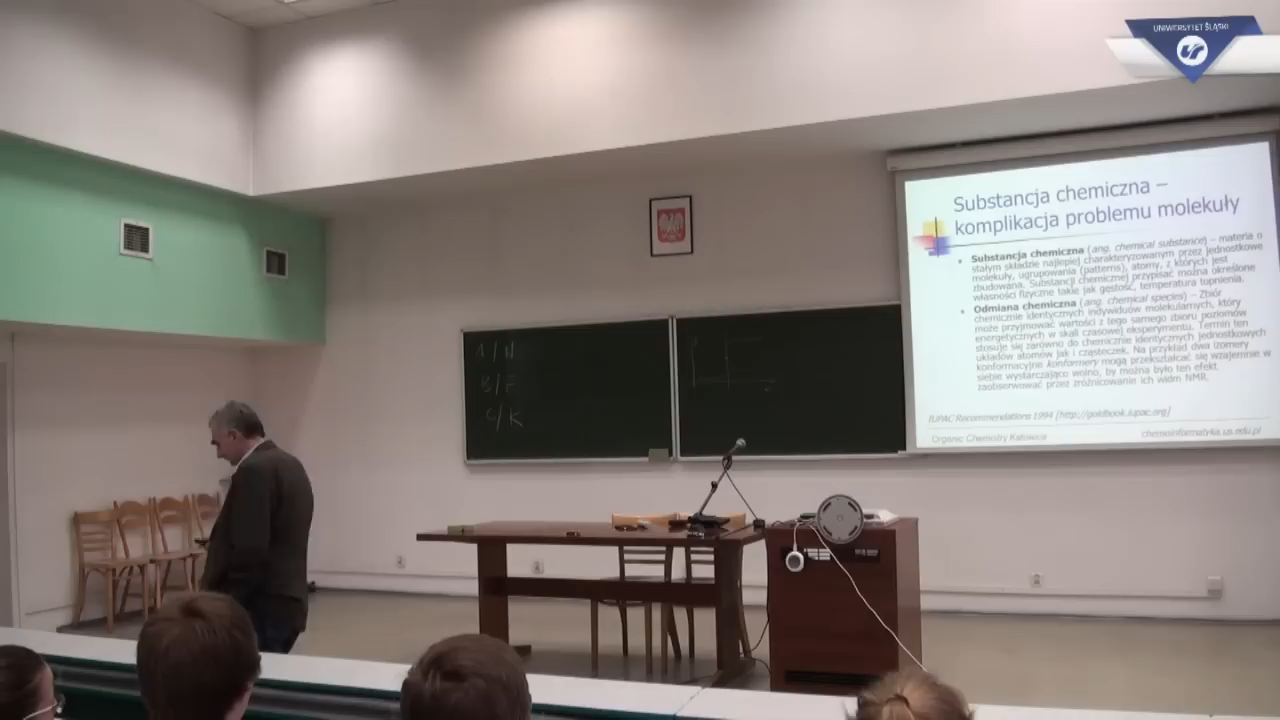 UNIWERSYTET ŚLĄSKI
Substancja chemiczna –
komplikacja problemu molekuły
Substancja chemiczna (ang. chemical substance) – materia o
stałym składzie najlepiej charakteryzowanym przez jednostkowe
molekuły, ugrupowania (patterns), atomy, z których jest
zbudowana. Substancji chemicznej przypisać można określone
własności fizyczne takie jak gęstość, temperatura topnienia.
Odmiana chemiczna (ang. chemical species) – Zbiór
chemicznie identycznych indywiduów molekularnych, który
może przyjmować wartości z tego samego zbioru poziomów
energetycznych w skali czasowej eksperymentu. Termin ten
stosuje się zarówno do chemicznie identycznych jednostkowych
układów atomów jak i cząsteczek. Na przykład dwa izomery
konformacyjne konformery mogą przekształcać się wzajemnie w
siebie wystarczająco wolno, by można było ten efekt
zaobserwować przez zróżnicowanie ich widm NMR.
IUPAC Recommendations 1994 [http://goldbook.iupac.org]
Organic Chemistry Katowice
chemoinformatyka.us.edu.pl
A/N
B/F
C/K